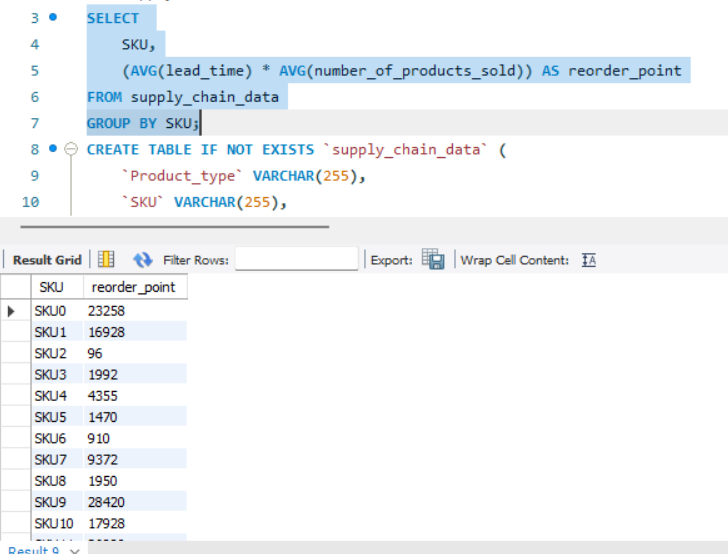 3 SELECT
4 SKU,
5 (AVG(lead_time) * AVG(number_of_products_sold)) AS reorder_point
6 FROM supply_chain_data
7 GROUP BY SKU;
8 CREATE TABLE IF NOT EXISTS `supply_chain_data` (
9 `Product_type` VARCHAR(255),
10 `SKU` VARCHAR(255),
Result Grid Filter Rows: Export: Wrap Cell Content: IA
SKU reorder_point
SKU0 23258
SKU1 16928
SKU2 96
SKU3 1992
SKU4 4355
SKU5 1470
SKU6 910
SKU7 9372
SKU8 1950
SKU9 28420
SKU10 17928
Result 9